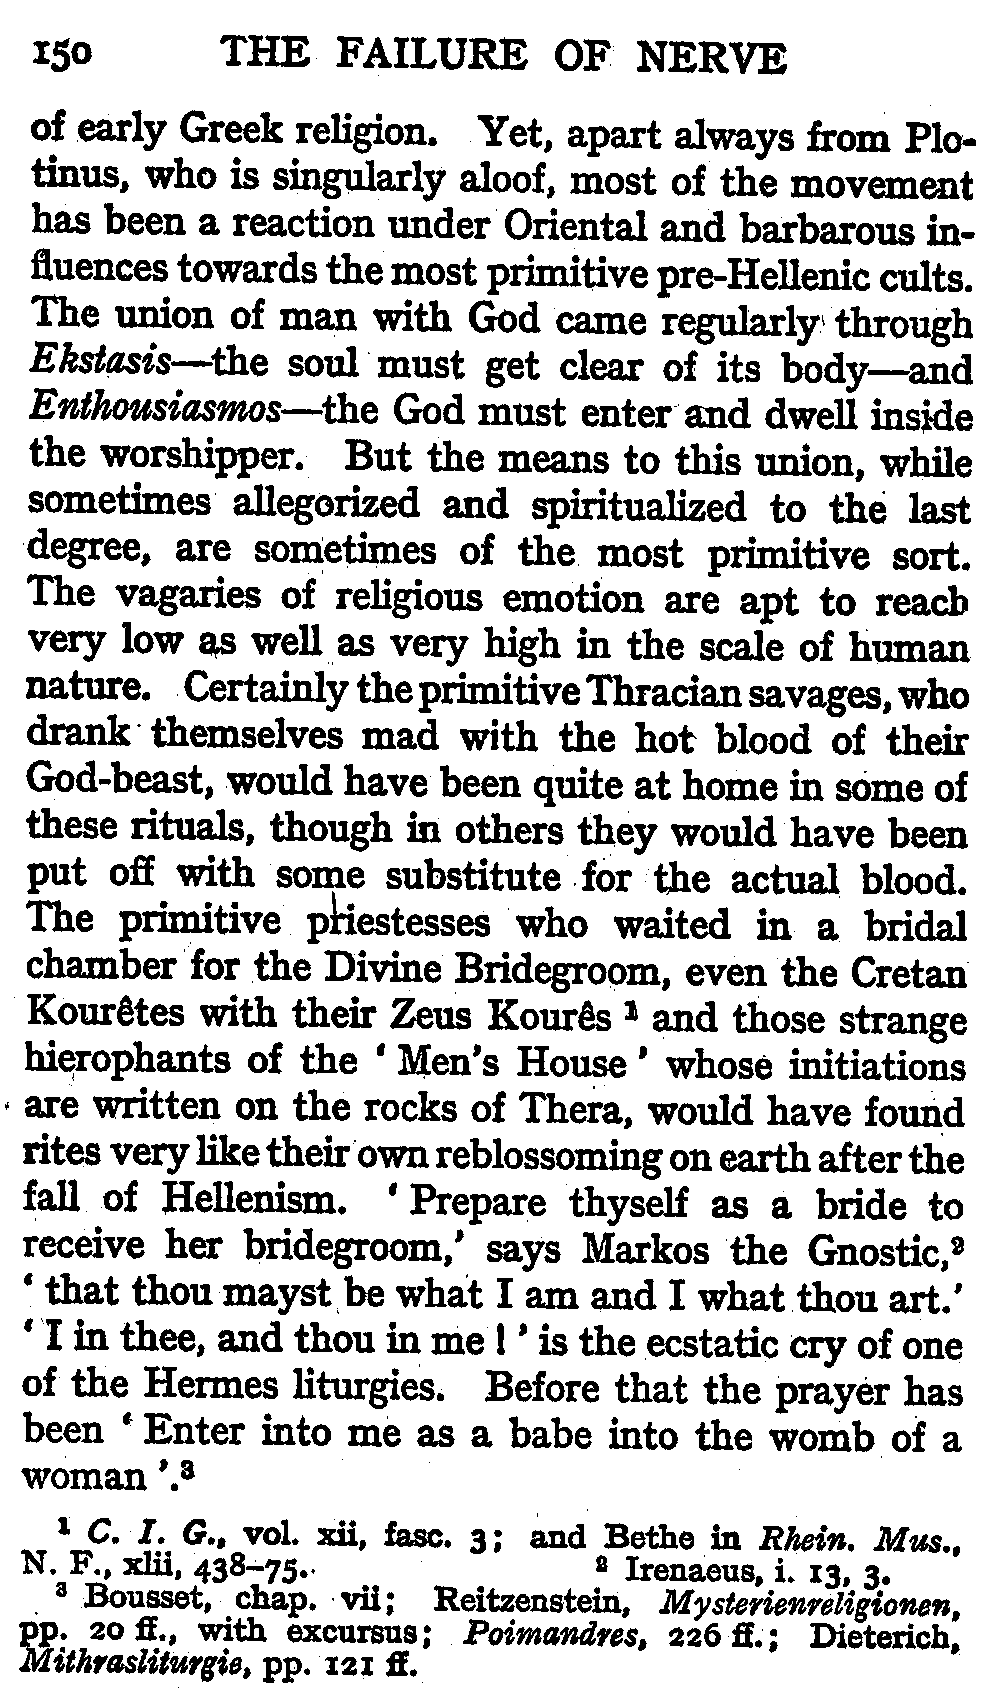 150 THE FAILURE OF NERVE
of early Greek religion. Yet, apart always from Plo-
tinus, who is singularly aloof, most of the movement
has been a reaction under Oriental and barbarous in-
fluences towards the most primitive pre-Hellenic cults.
The union of man with God came regularly through
Ekstasis—the soul must get clear of its body—and
Enthousiasmos—the God must enter and dwell inside
the worshipper. But the means to this union, while
sometimes allegorized and spiritualized to the last
degree, are sometimes of the most primitive sort.
The vagaries of religious emotion are apt to reach
very low as well as very high in the scale of human
nature. Certainly the primitive Thracian savages, who
drank themselves mad with the hot blood of their
God-beast, would have been quite at home in some of
these rituals, though in others they would have been
put off with some substitute for the actual blood.
The primitive priestesses who waited in a bridal
chamber for the Divine Bridegroom, even the Cretan
Kourêtes with their Zeus Kourês ¹ and those strange
hierophants of the ‘ Men's House ’ whose initiations
are written on the rocks of Thera, would have found
rites very like their own reblossoming on earth after the
fall of Hellenism. ‘ Prepare thyself as a bride to
receive her bridegroom,’ says Markos the Gnostic,²
‘ that thou mayst be what I am and I what thou art.’
‘ I in thee, and thou in me ! ’ is the ecstatic cry of one
of the Hermes liturgies. Before that the prayer has
been ‘ Enter into me as a babe into the womb of a
woman ’.³
¹ C. I. G., vol. xii, fasc. 3; and Bethe in Rhein. Mus.,
N. F., xlii, 438–75. ² Irenaeus, i. 13, 3.
³ Bousset, chap. vii; Reitzenstein, Mysterienreligionen,
pp. 20 ff., with excursus; Poimandres, 226 ff.; Dieterich,
Mithrasliturgie, pp. 121 ff.